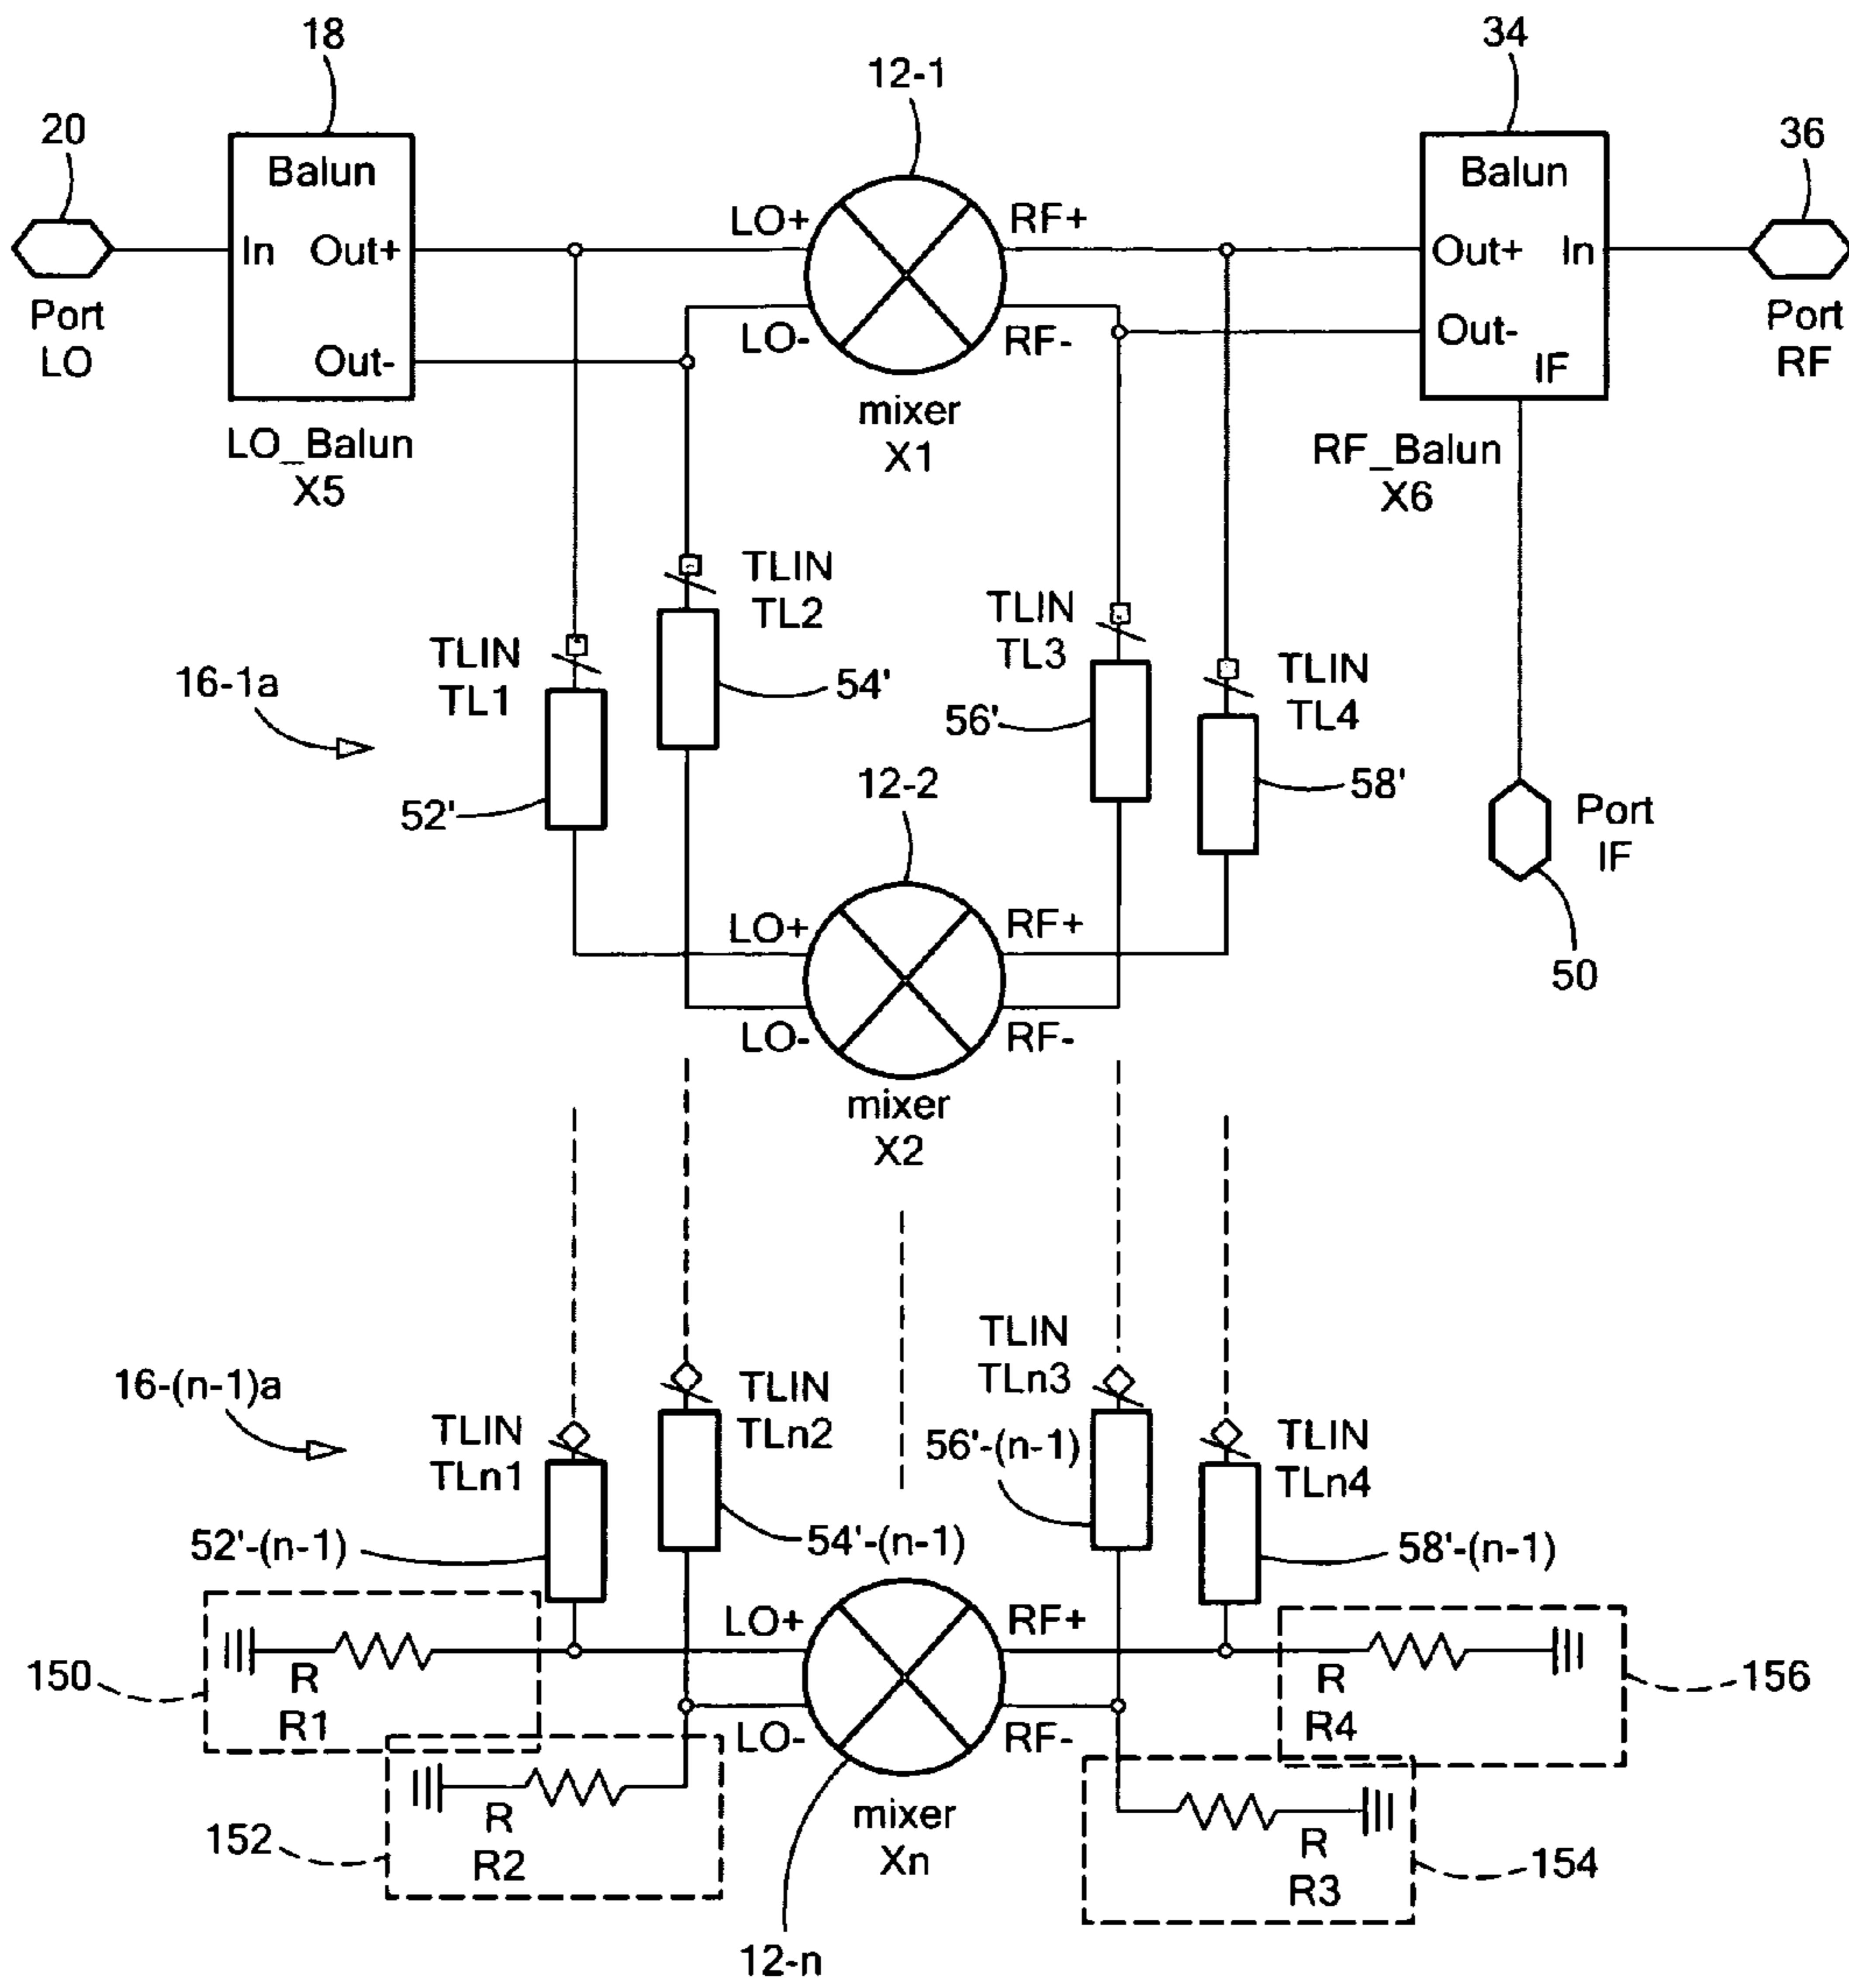 18
34
12-1
20
36
Balun
Balun
LO+
RF+
In
Out+
Out+
In
Port
LO
LO-
RF-
Out-
Port
RF
Out-
IF
mixer
X1
LO_Balun
X5
RF_Balun
X6
TLIN
TL2
TLIN
TL3
TLIN
TL1
TLIN
TL4
16-1a
54'
56'
52'
12-2
58'
Port
IF
LO+
RF+
50
LO-
RF-
mixer
X2
TLIN
TLn3
16-(n-1)a
TLIN
TLn2
TLIN
TLn1
56'-(n-1)
TLIN
TLn4
52'-(n-1)
54'-(n-1)
58'-(n-1)
LO+
RF+
150
R
R1
R
R4
156
LO-
RF-
152
R
R2
mixer
Xn
R
R3
154
12-n